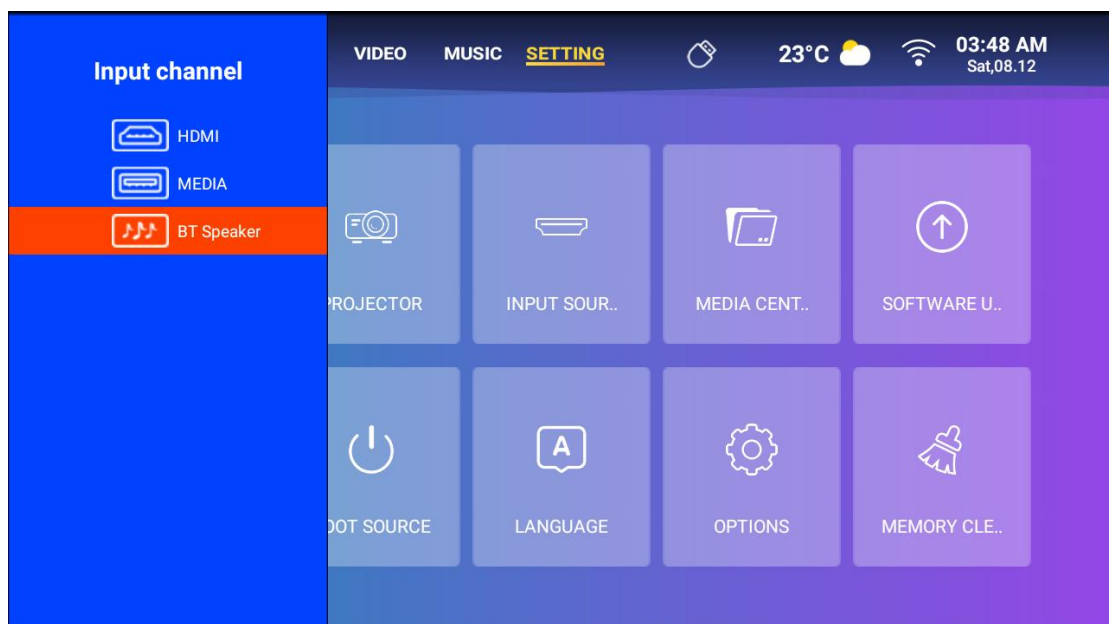 Input channel
HDMI
MEDIA
BT Speaker
VIDEO MUSIC SETTING 23°C 03:48 AM
Sat,08.12
PROJECTOR INPUT SOUR.. MEDIA CENT.. SOFTWARE U..
OOT SOURCE A LANGUAGE OPTIONS MEMORY CLE..